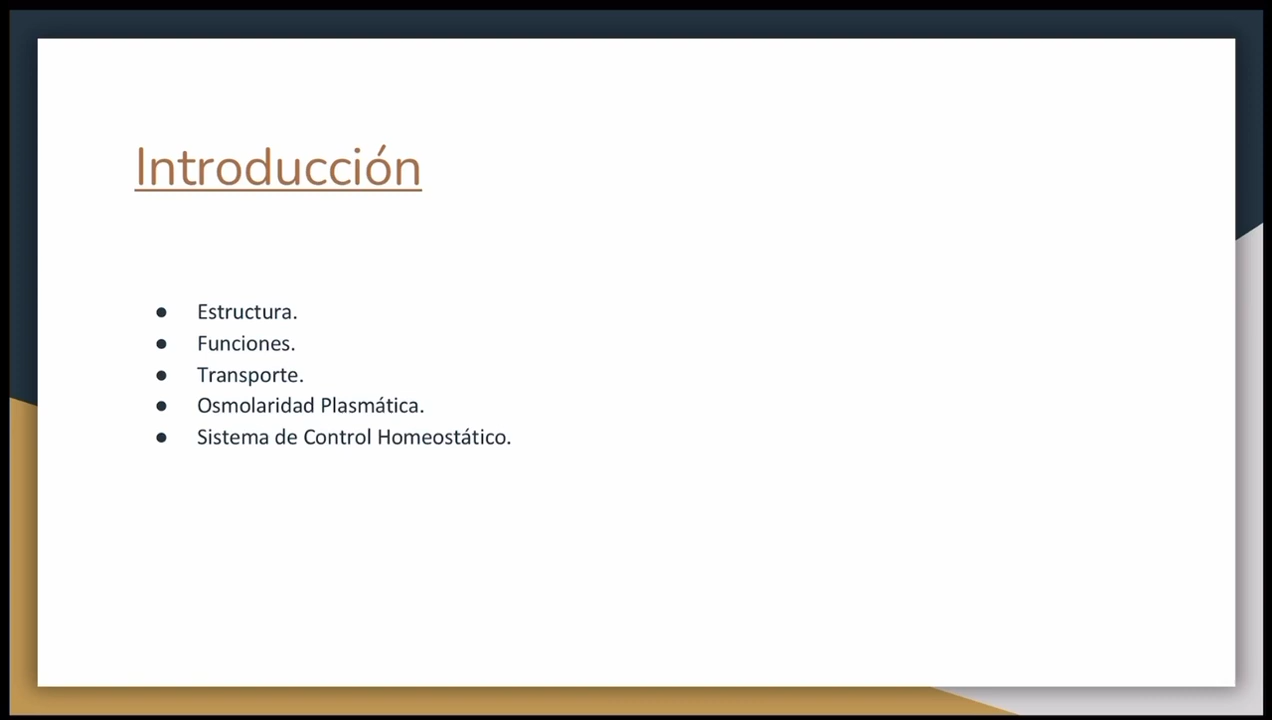 Introducción
● Estructura.
● Funciones.
● Transporte.
● Osmolaridad Plasmática.
● Sistema de Control Homeostático.